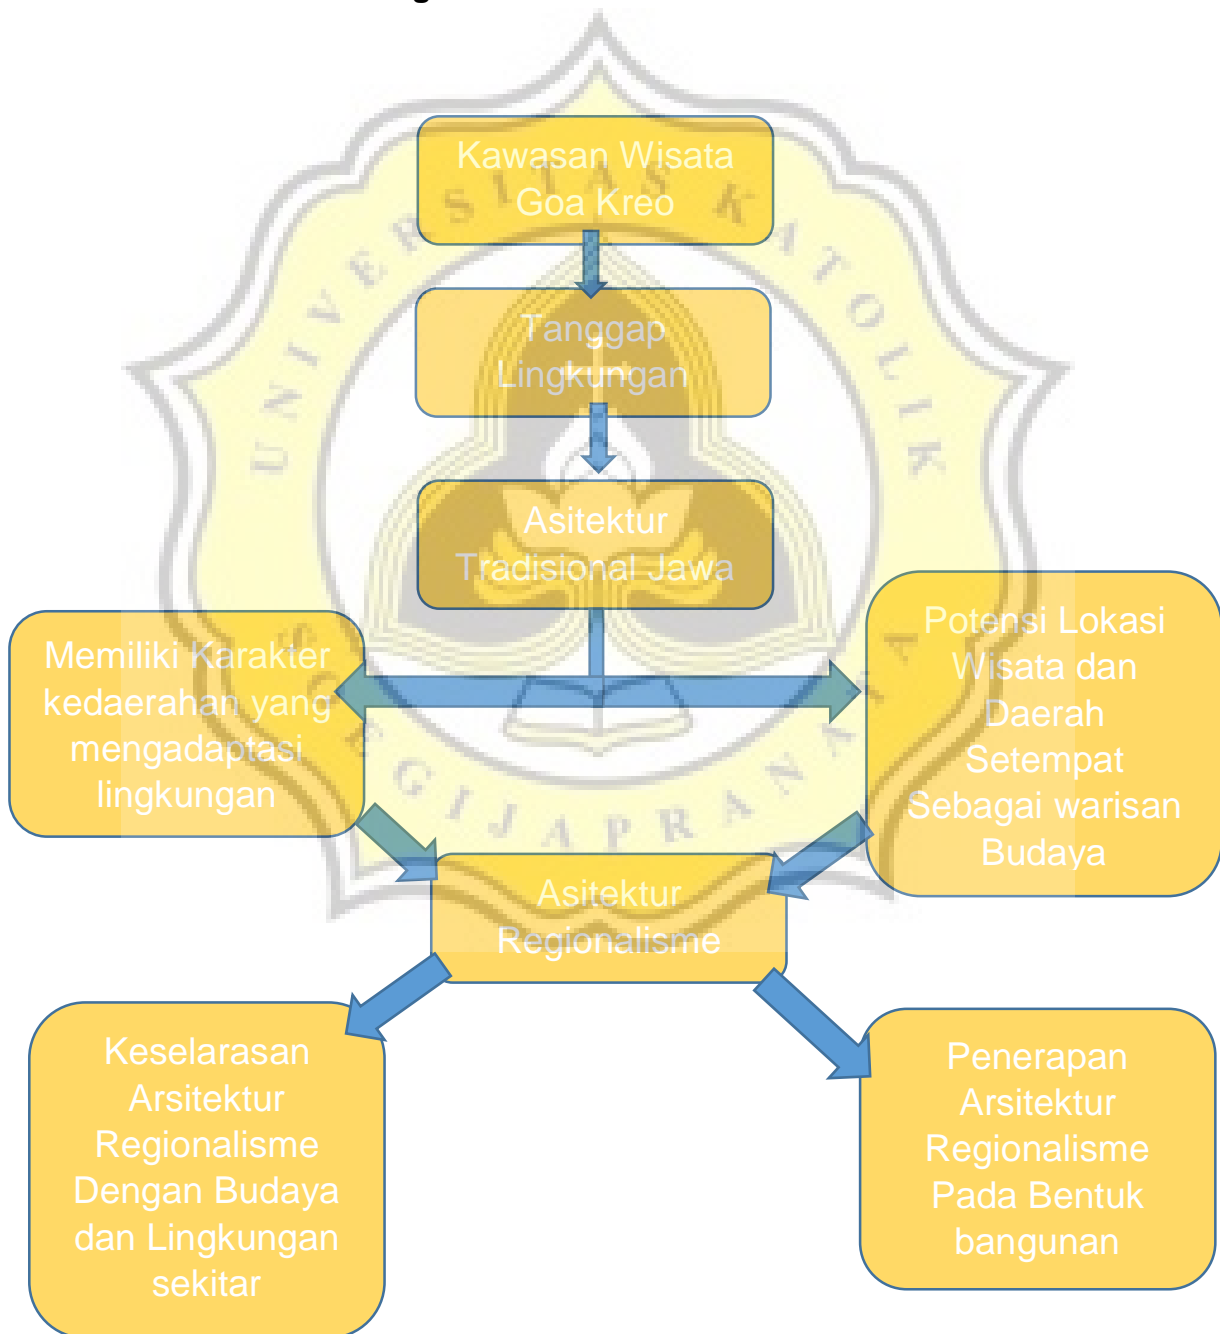 Kawasan Wisata
Goa Kreo
Tanggap
Lingkungan
Asitektur
Tradisional Jawa
Memiliki Karakter
kedaerahan yang
mengadaptasi
lingkungan
Potensi Lokasi
Wisata dan
Daerah
Setempat
Sebagai warisan
Budaya
Asitektur
Regionalisme
Keselarasan
Arsitektur
Regionalisme
Dengan Budaya
dan Lingkungan
sekitar
Penerapan
Arsitektur
Regionalisme
Pada Bentuk
bangunan
UNIVERSITAS KATOLIK
SOEGIJAPRANATA